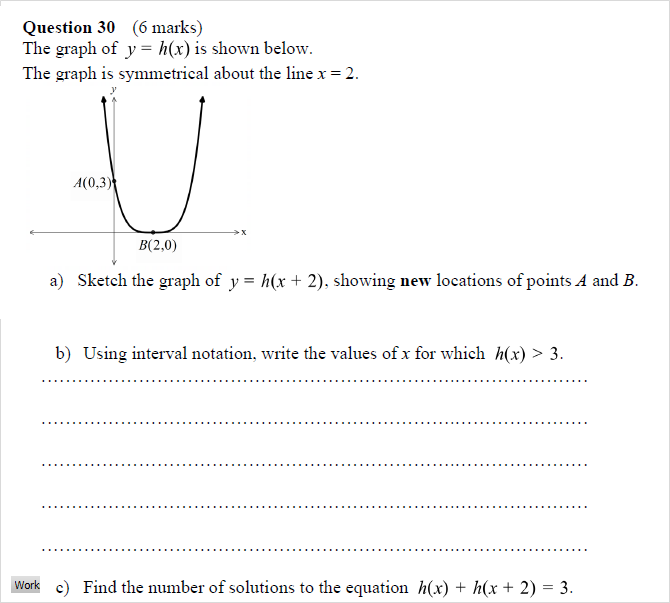 Question 30 (6 marks)
The graph of y = h(x) is shown below.
The graph is symmetrical about the line x = 2.
y
A(0,3)
x
B(2,0)
a) Sketch the graph of y = h(x + 2), showing new locations of points A and B.
b) Using interval notation, write the values of x for which h(x) > 3.
Work
c) Find the number of solutions to the equation h(x) + h(x + 2) = 3.